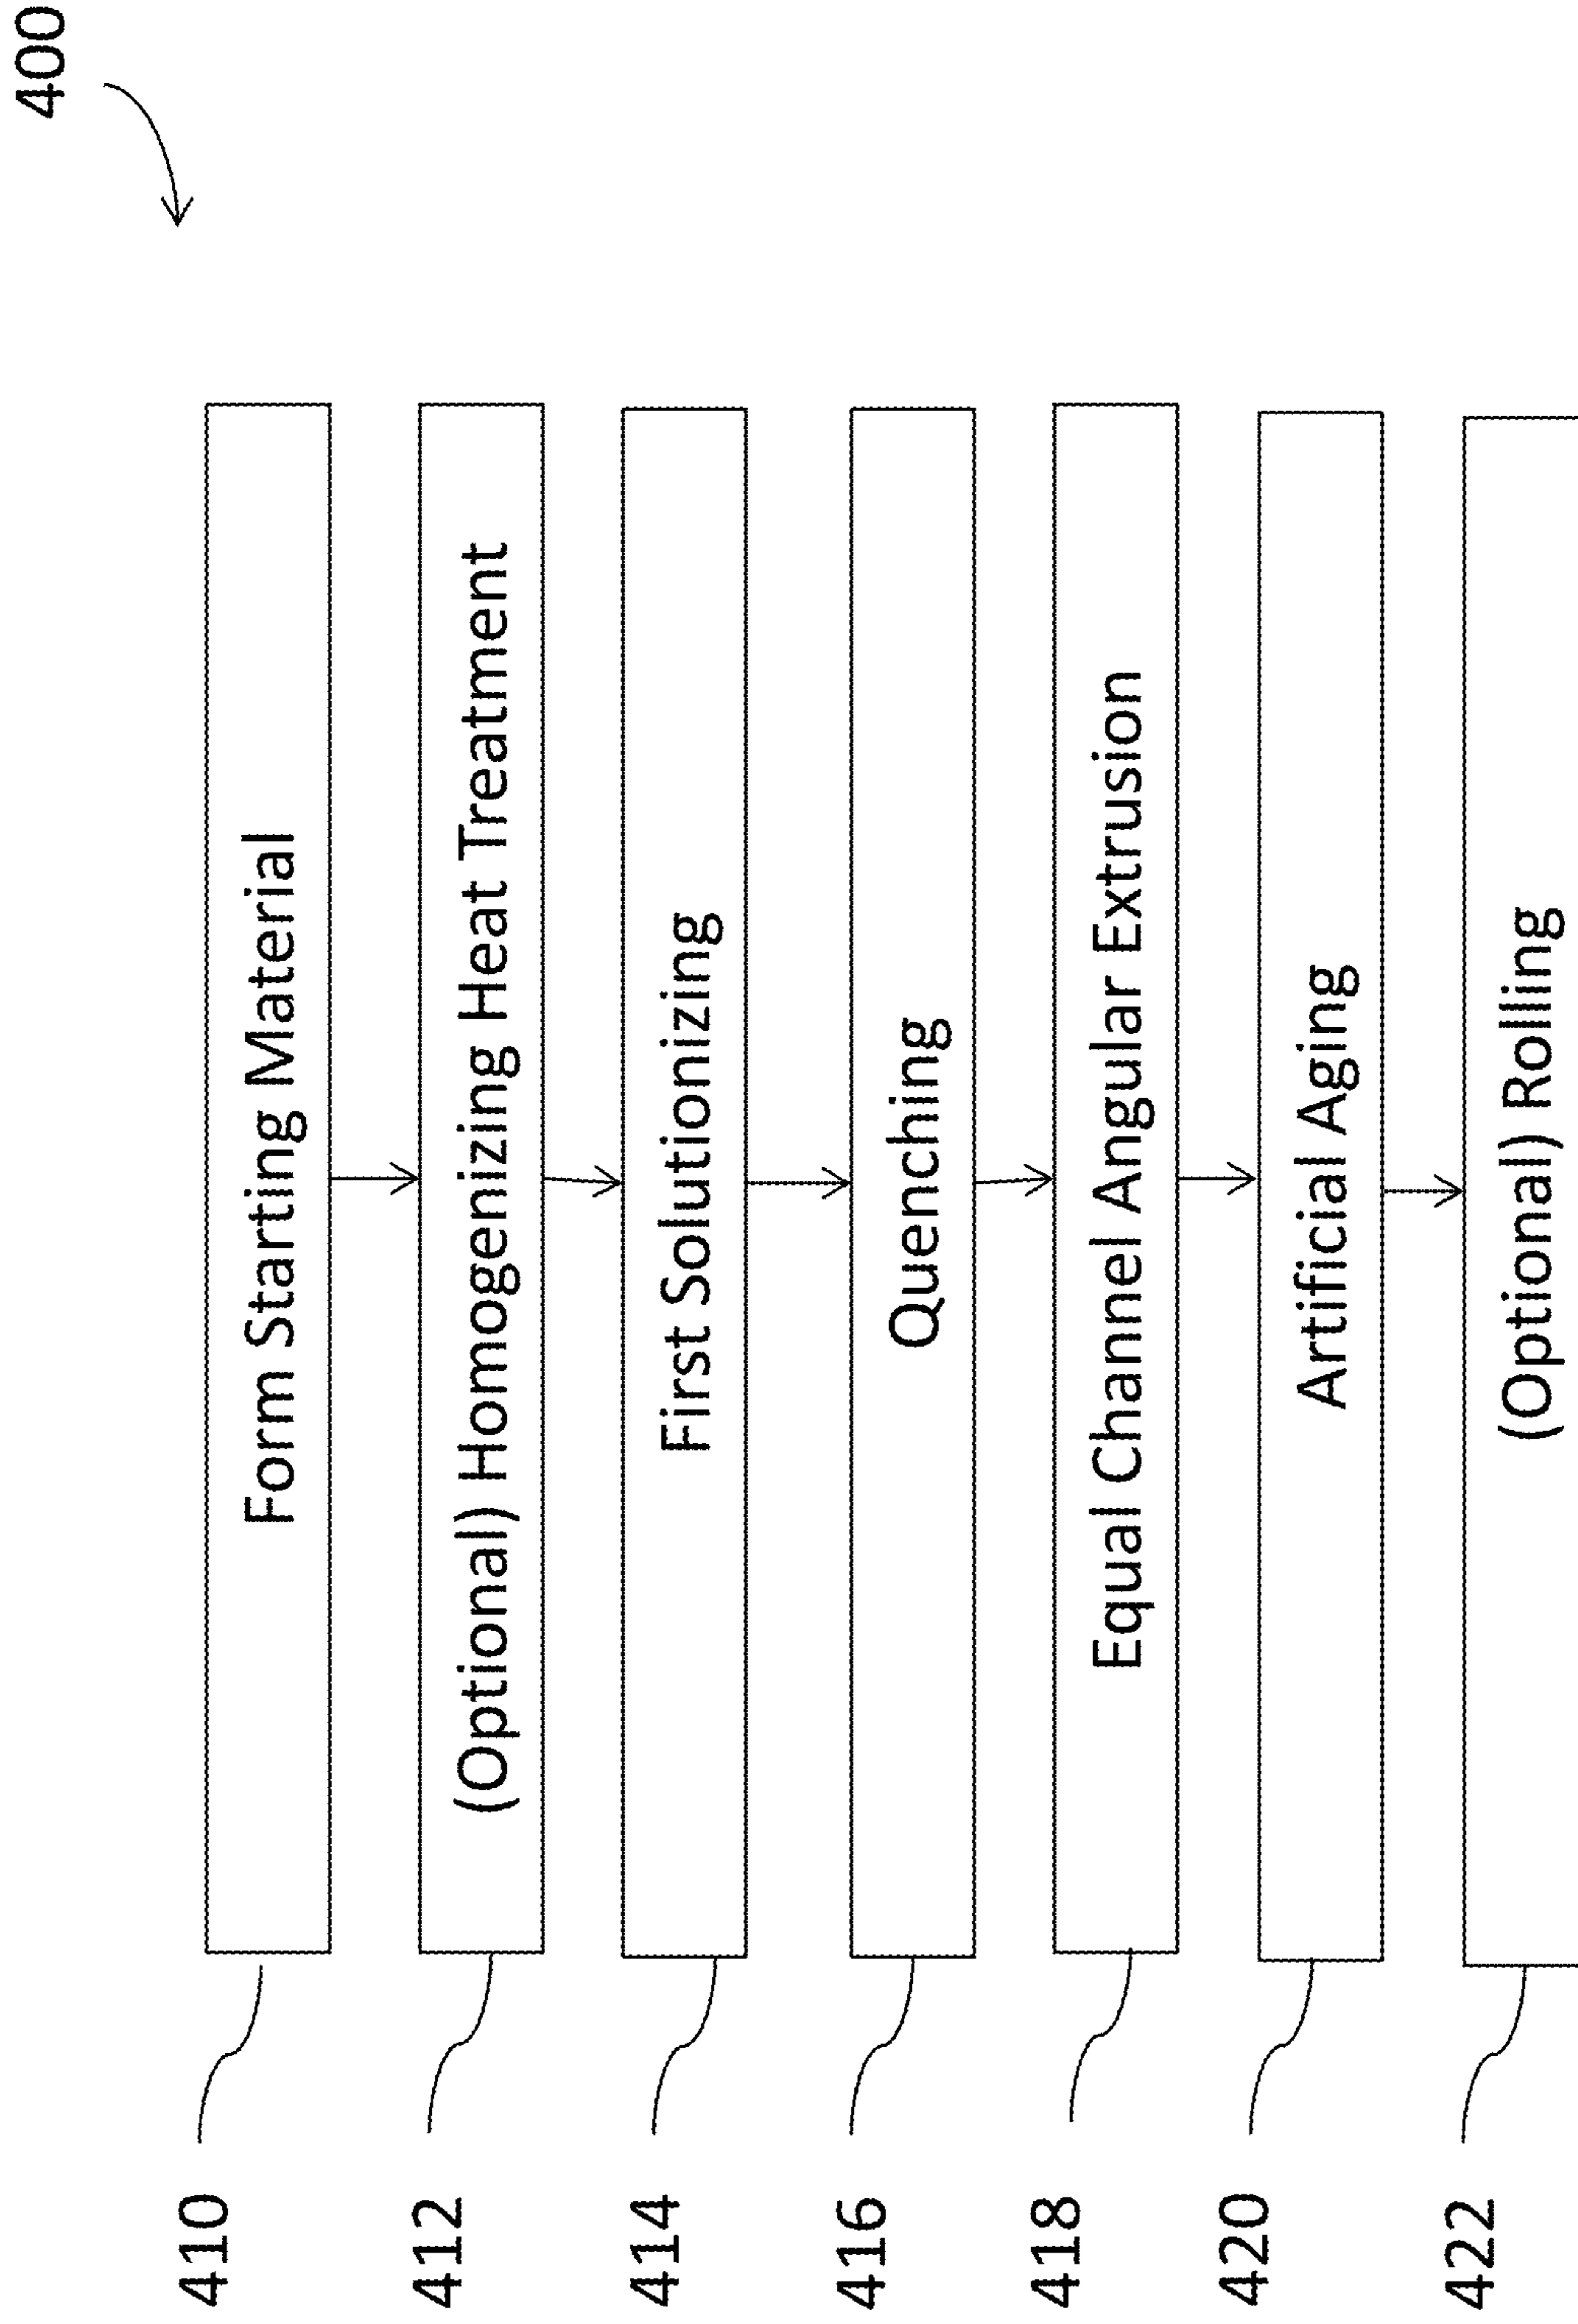 400
410 Form Starting Material
412 (Optional) Homogenizing Heat Treatment
414 First Solutionizing
416 Quenching
418 Equal Channel Angular Extrusion
420 Artificial Aging
422 (Optional) Rolling